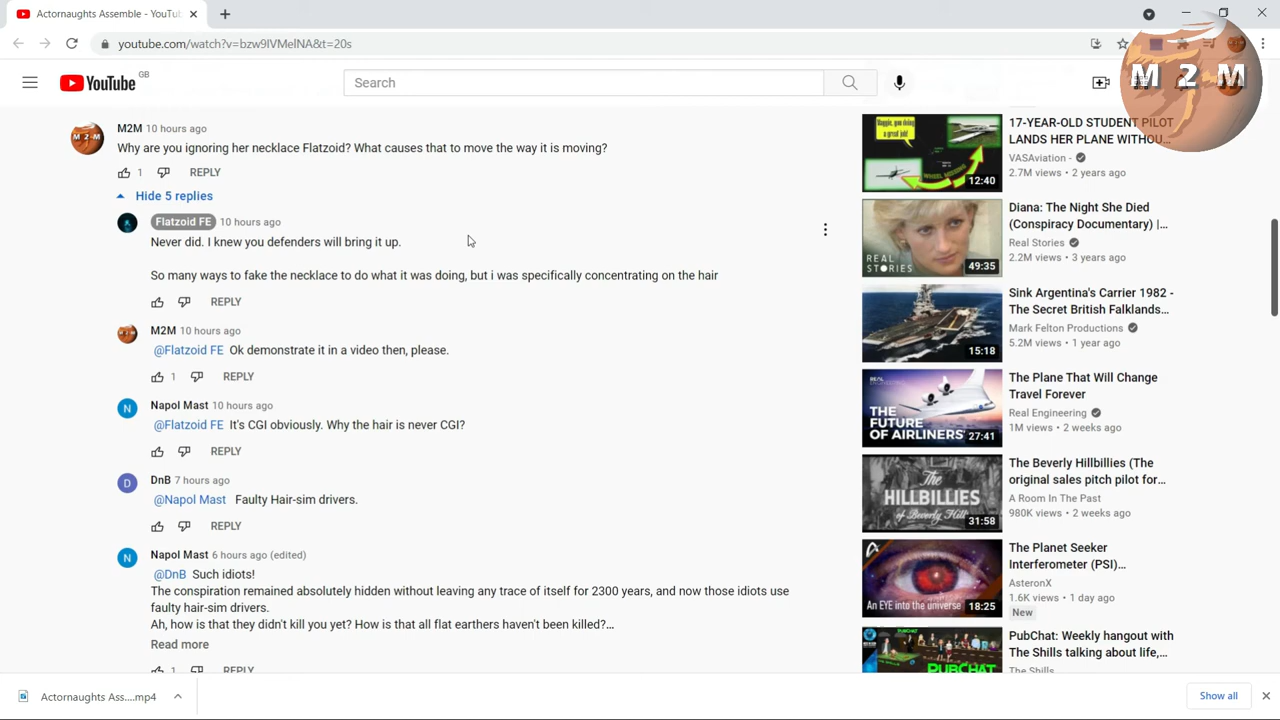 Actornaughts Assemble - YouTub
youtube.com/watch?v=bzw9IVMelNA&t=20s
YouTube GB
Search
M 2 M
M2M 10 hours ago
Why are you ignoring her necklace Flatzoid? What causes that to move the way it is moving?
1 REPLY
Hide 5 replies
Flatzoid FE 10 hours ago
Never did. I knew you defenders will bring it up.
So many ways to fake the necklace to do what it was doing, but i was specifically concentrating on the hair
REPLY
M2M 10 hours ago
@Flatzoid FE Ok demonstrate it in a video then, please.
1 REPLY
N Napol Mast 10 hours ago
@Flatzoid FE It's CGI obviously. Why the hair is never CGI?
REPLY
D DnB 7 hours ago
@Napol Mast Faulty Hair-sim drivers.
REPLY
N Napol Mast 6 hours ago (edited)
@DnB Such idiots!
The conspiration remained absolutely hidden without leaving any trace of itself for 2300 years, and now those idiots use
faulty hair-sim drivers.
Ah, how is that they didn't kill you yet? How is that all flat earthers haven't been killed?...
Read more
1 REPLY
12:40
17-YEAR-OLD STUDENT PILOT
LANDS HER PLANE WITHOU...
VASAviation -
2.7M views • 2 years ago
REAL
STORIES
49:35
Diana: The Night She Died
(Conspiracy Documentary) |...
Real Stories
2.2M views • 3 years ago
15:18
Sink Argentina's Carrier 1982 -
The Secret British Falklands...
Mark Felton Productions
5.2M views • 1 year ago
THE
FUTURE
OF AIRLINERS
27:41
The Plane That Will Change
Travel Forever
Real Engineering
1M views • 2 weeks ago
The
HILLBILLIES
of Beverly Hill
31:58
The Beverly Hillbillies (The
original sales pitch pilot for...
A Room In The Past
980K views • 2 weeks ago
An EYE into the universe
18:25
The Planet Seeker
Interferometer (PSI)...
AsteronX
1.6K views • 1 day ago
New
PUBCHAT
PubChat: Weekly hangout with
The Shills talking about life,...
The Shills
Actornaughts Ass....mp4
Show all